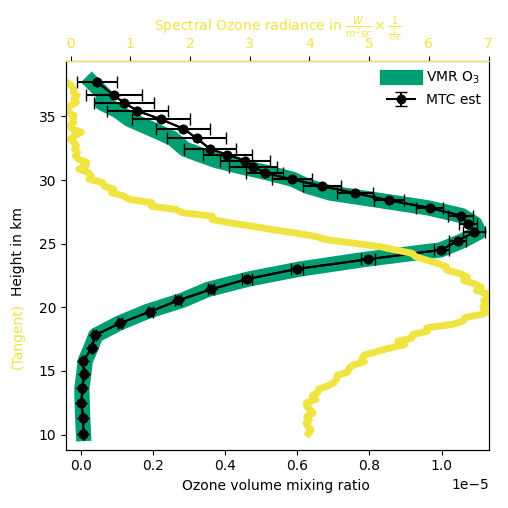 Spectral Ozone radiance in W/m²sr × 1/1/m
0 1 2 3 4 5 6 7
VMR O₃
MTC est
35
30
25
20
15
10
(Tangent) Height in km
0.0 0.2 0.4 0.6 0.8 1.0
1e−5
Ozone volume mixing ratio